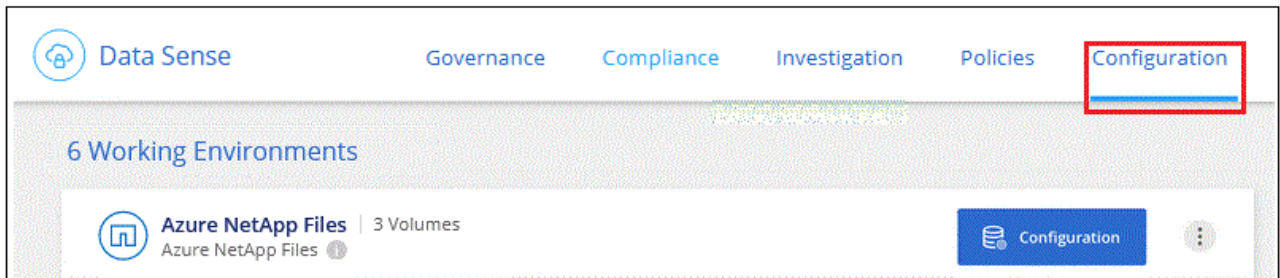 Data Sense Governance Compliance Investigation Policies Configuration
6 Working Environments
Azure NetApp Files | 3 Volumes
Azure NetApp Files
Configuration